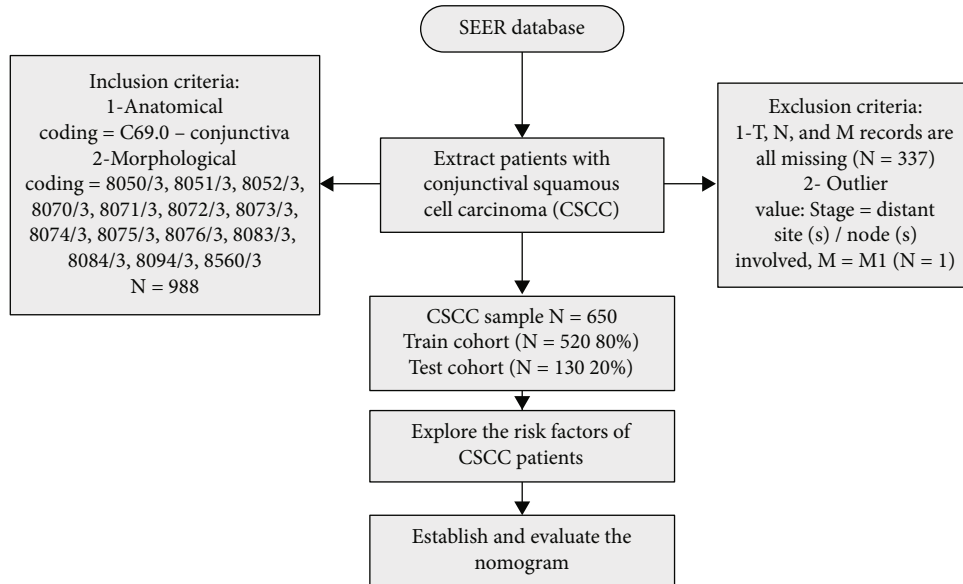 SEER database
Inclusion criteria:
1-Anatomical
coding = C69.0 – conjunctiva
2-Morphological
coding = 8050/3, 8051/3, 8052/3,
8070/3, 8071/3, 8072/3, 8073/3,
8074/3, 8075/3, 8076/3, 8083/3,
8084/3, 8094/3, 8560/3
N = 988
Extract patients with
conjunctival squamous
cell carcinoma (CSCC)
Exclusion criteria:
1-T, N, and M records are
all missing (N = 337)
2- Outlier
value: Stage = distant
site (s) / node (s)
involved, M = M1 (N = 1)
CSCC sample N = 650
Train cohort (N = 520 80%)
Test cohort (N = 130 20%)
Explore the risk factors of
CSCC patients
Establish and evaluate the
nomogram